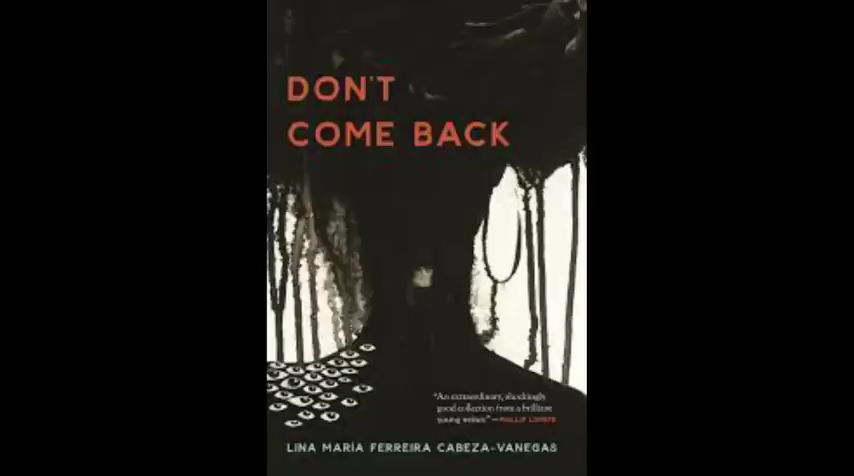 DON'T
COME BACK
"An extraordinary, shockingly
good collection from a brilliant
young writer." —PHILLIP LOPATE
LINA MARÍA FERREIRA CABEZA-VANEGAS